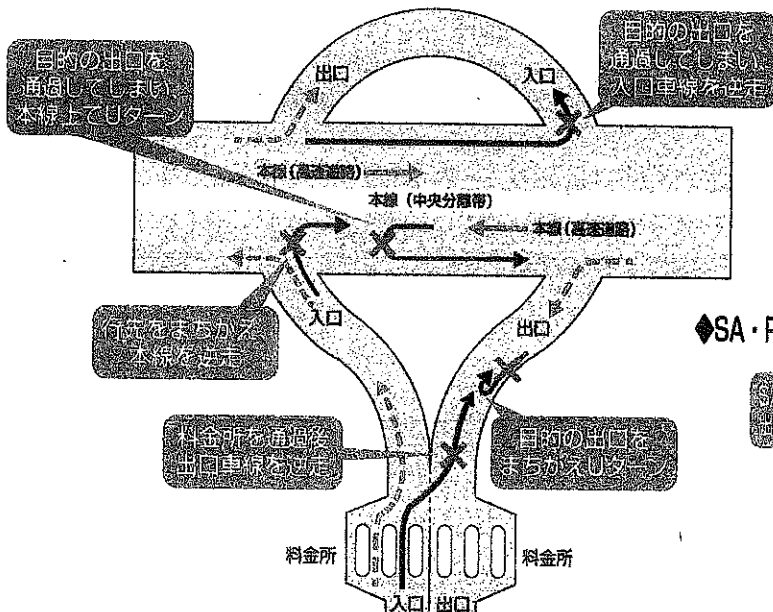 目的の出口を
通過してしまい
本線上でUターン
目的の出口を
通過してしまい
入口車線を逆走
出口
入口
本線(高速道路)
本線(中央分離帯)
本線(高速道路)
行先をまちがえ
本線を逆走
入口
出口
◆SA・P
料金所を通過後
出口車線を逆走
目的の出口を
まちがえUターン
料金所
料金所
入口
出口